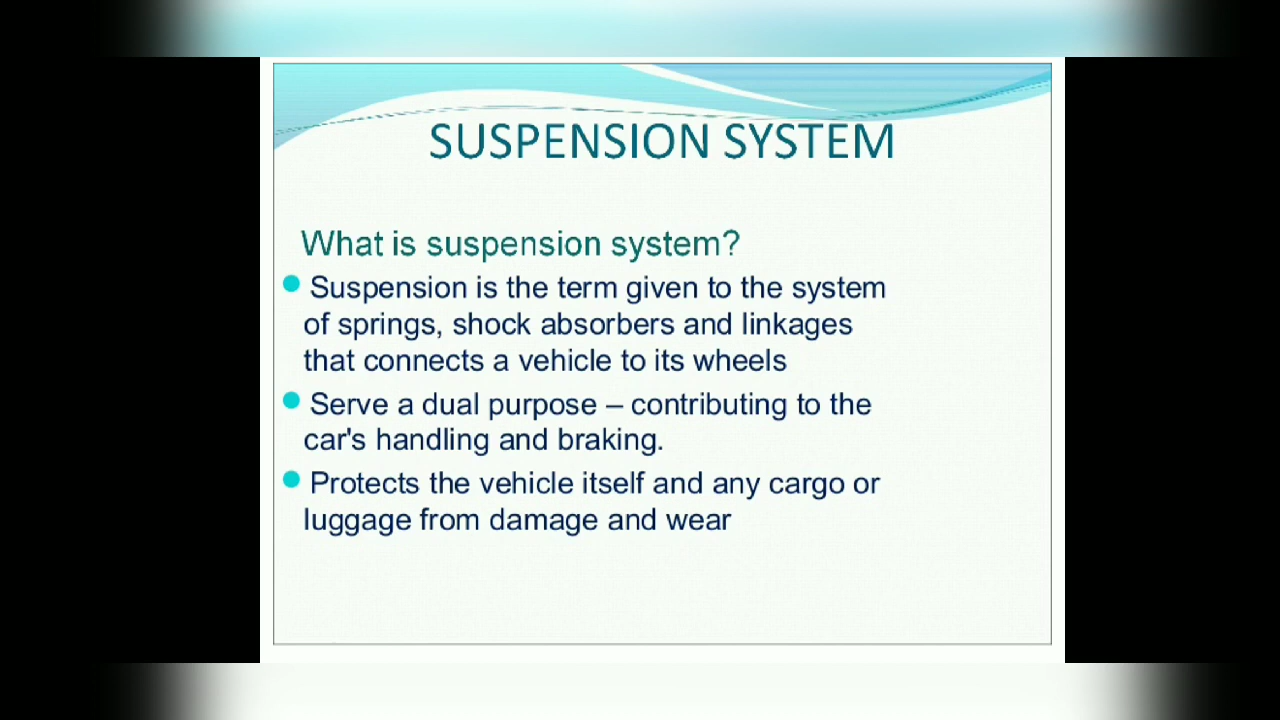 SUSPENSION SYSTEM
What is suspension system?
Suspension is the term given to the system
of springs, shock absorbers and linkages
that connects a vehicle to its wheels
Serve a dual purpose – contributing to the
car's handling and braking.
Protects the vehicle itself and any cargo or
luggage from damage and wear